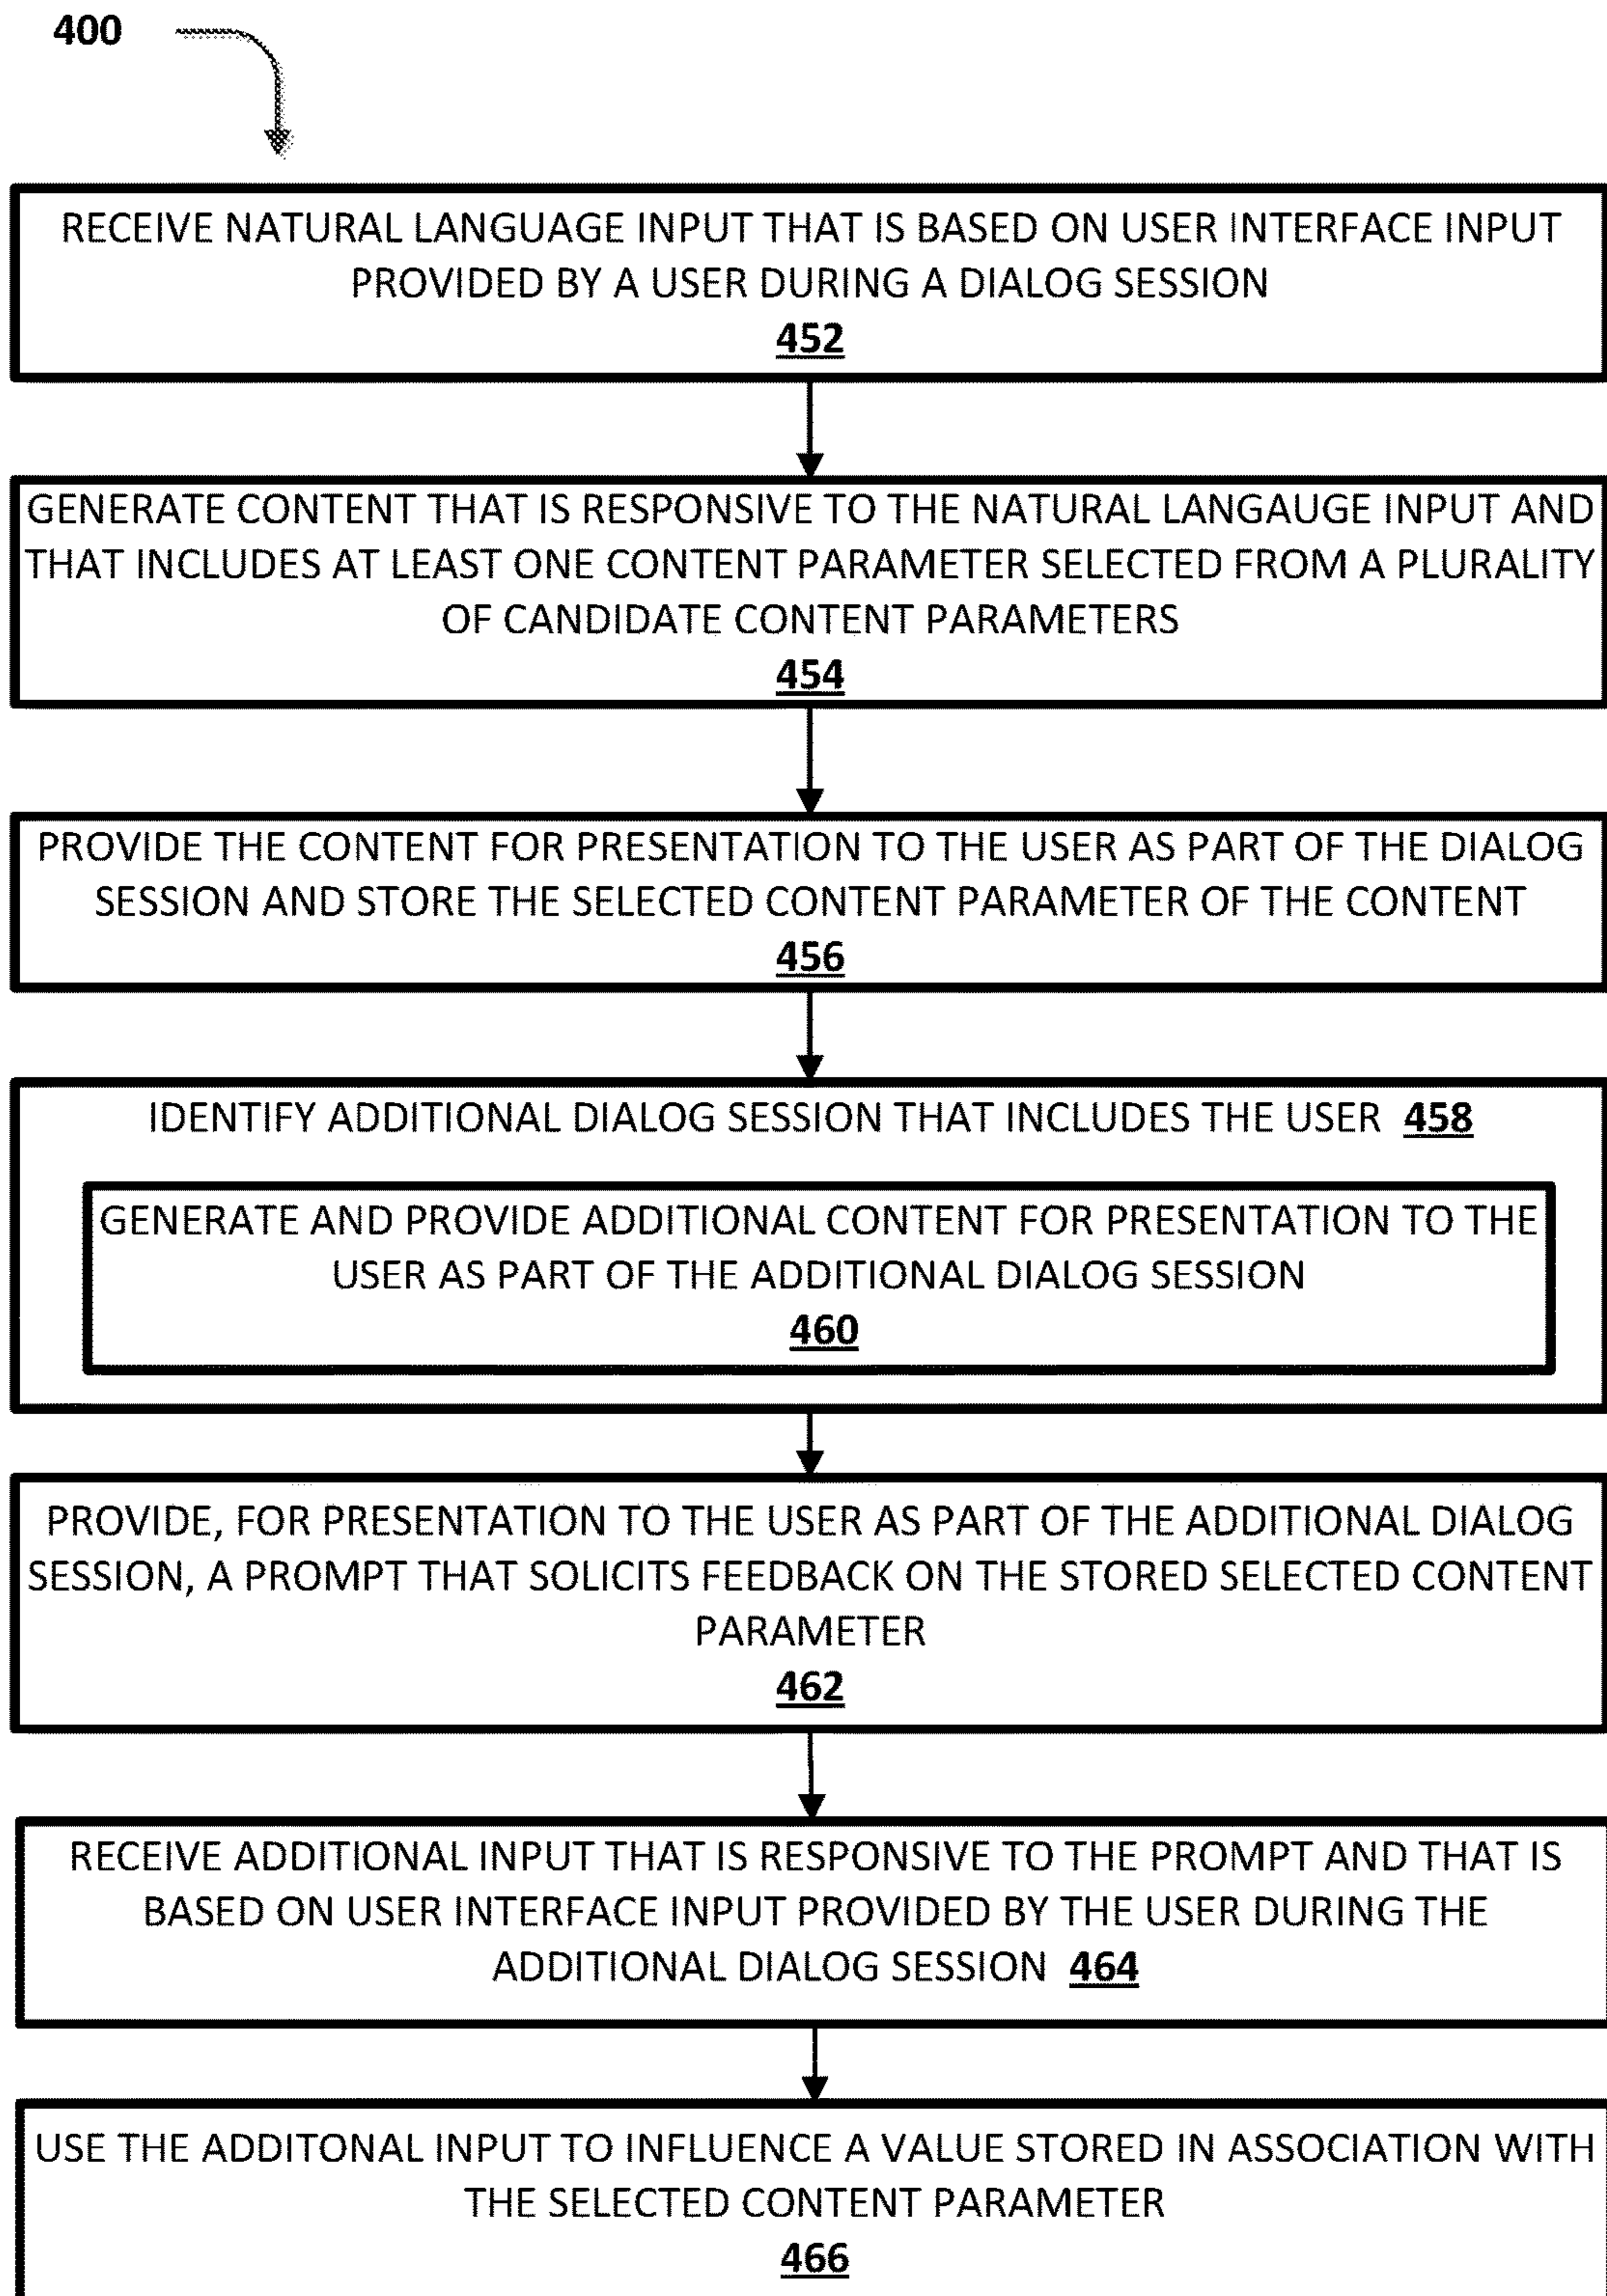 400
RECEIVE NATURAL LANGUAGE INPUT THAT IS BASED ON USER INTERFACE INPUT
PROVIDED BY A USER DURING A DIALOG SESSION
452
GENERATE CONTENT THAT IS RESPONSIVE TO THE NATURAL LANGAUGE INPUT AND
THAT INCLUDES AT LEAST ONE CONTENT PARAMETER SELECTED FROM A PLURALITY
OF CANDIDATE CONTENT PARAMETERS
454
PROVIDE THE CONTENT FOR PRESENTATION TO THE USER AS PART OF THE DIALOG
SESSION AND STORE THE SELECTED CONTENT PARAMETER OF THE CONTENT
456
IDENTIFY ADDITIONAL DIALOG SESSION THAT INCLUDES THE USER 458
GENERATE AND PROVIDE ADDITIONAL CONTENT FOR PRESENTATION TO THE
USER AS PART OF THE ADDITIONAL DIALOG SESSION
460
PROVIDE, FOR PRESENTATION TO THE USER AS PART OF THE ADDITIONAL DIALOG
SESSION, A PROMPT THAT SOLICITS FEEDBACK ON THE STORED SELECTED CONTENT
PARAMETER
462
RECEIVE ADDITIONAL INPUT THAT IS RESPONSIVE TO THE PROMPT AND THAT IS
BASED ON USER INTERFACE INPUT PROVIDED BY THE USER DURING THE
ADDITIONAL DIALOG SESSION 464
USE THE ADDITONAL INPUT TO INFLUENCE A VALUE STORED IN ASSOCIATION WITH
THE SELECTED CONTENT PARAMETER
466